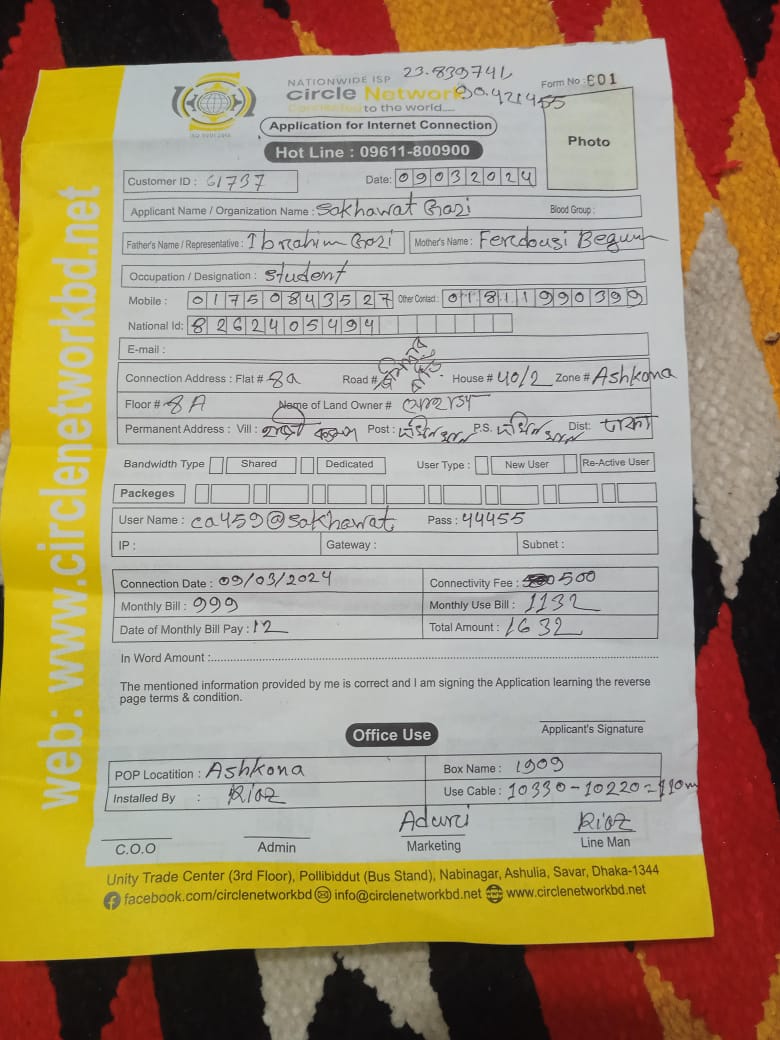 NATIONWIDE ISP 23.839741
Form No : E01
circle Network 90.421455
Connected to the world....
ISO 9001:2015
Application for Internet Connection
Photo
Hot Line : 09611-800900
Customer ID : 61737 Date: 09032024
Applicant Name / Organization Name : Sakhawat Gazi Blood Group :
Father's Name / Representative : Ibrahim Gazi Mother's Name : Ferdousi Begum
Occupation / Designation : Student
Mobile : 01750843527 Other Contact : 01811990399
National Id: 8262405494
E-mail :
Connection Address : Flat # 8a Road # House # 40/2 Zone # Ashkona
Floor # 8A Name of Land Owner #
Permanent Address : Vill : Post : P.S. Dist: ঢাকা
Bandwidth Type Shared Dedicated User Type : New User Re-Active User
Packeges
User Name : ca459@sakhawat Pass : 44455
IP : Gateway : Subnet :
Connection Date : 09/03/2024 Connectivity Fee : 500
Monthly Bill : 999 Monthly Use Bill : 1132
Date of Monthly Bill Pay : 12 Total Amount : 1632
In Word Amount :
The mentioned information provided by me is correct and I am signing the Application learning the reverse
page terms & condition.
Applicant's Signature
Office Use
POP Locatition : Ashkona Box Name : 1909
Installed By : Riaz Use Cable : 10330-10220=110m
Riaz
C.O.O Admin Marketing Line Man
Unity Trade Center (3rd Floor), Pollibiddut (Bus Stand), Nabinagar, Ashulia, Savar, Dhaka-1344
facebook.com/circlenetworkbd info@circlenetworkbd.net www.circlenetworkbd.net
web: www.circlenetworkbd.net